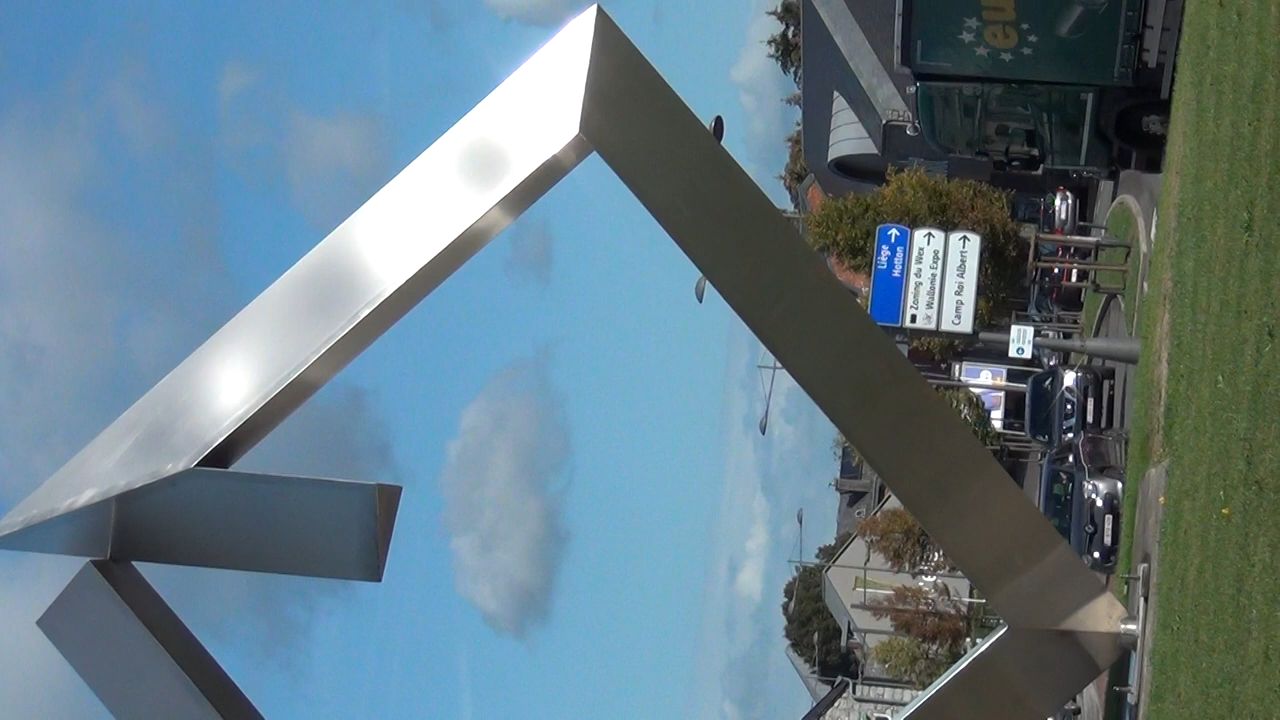 Liège
Hotton
Zoning du Wex
Wallonie Expo
Camp Roi Albert
eu